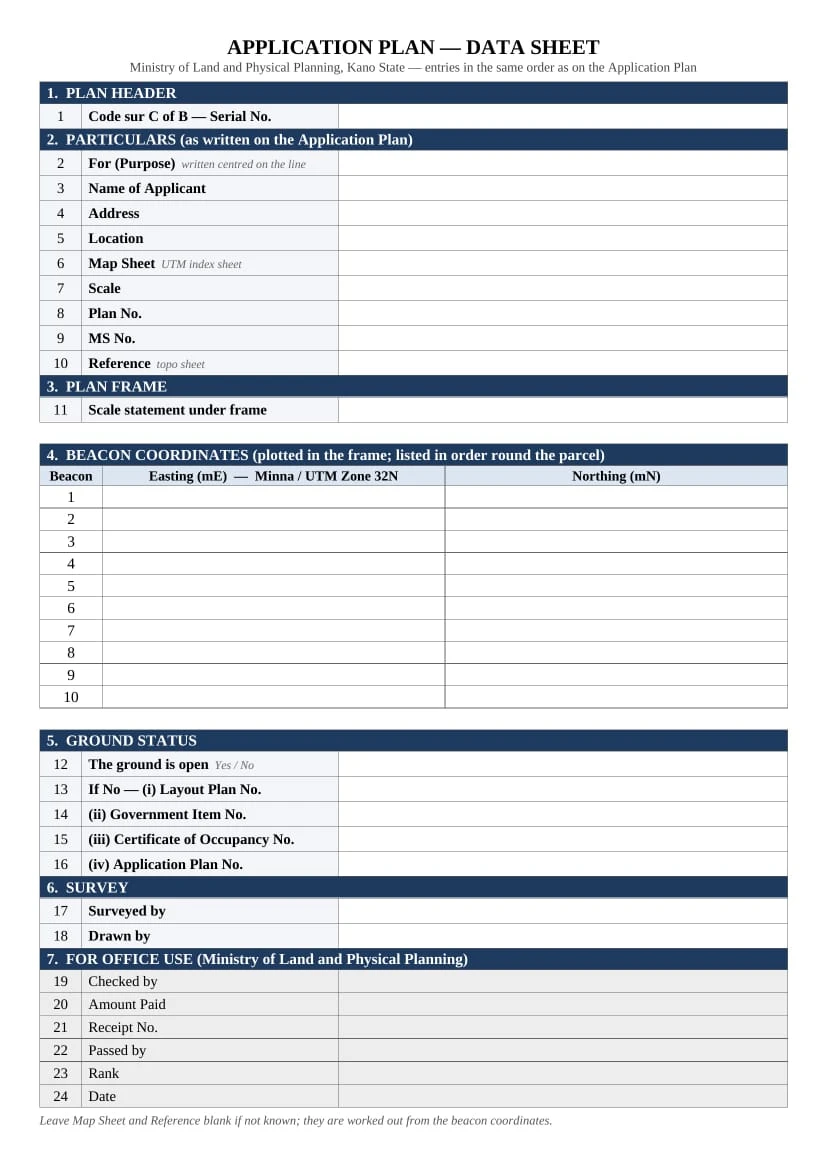 APPLICATION PLAN — DATA SHEET
Ministry of Land and Physical Planning, Kano State — entries in the same order as on the Application Plan
1. PLAN HEADER
1 Code sur C of B — Serial No.
2. PARTICULARS (as written on the Application Plan)
2 For (Purpose) written centred on the line
3 Name of Applicant
4 Address
5 Location
6 Map Sheet UTM index sheet
7 Scale
8 Plan No.
9 MS No.
10 Reference topo sheet
3. PLAN FRAME
11 Scale statement under frame
4. BEACON COORDINATES (plotted in the frame; listed in order round the parcel)
Beacon Easting (mE) — Minna / UTM Zone 32N Northing (mN)
1
2
3
4
5
6
7
8
9
10
5. GROUND STATUS
12 The ground is open Yes / No
13 If No — (i) Layout Plan No.
14 (ii) Government Item No.
15 (iii) Certificate of Occupancy No.
16 (iv) Application Plan No.
6. SURVEY
17 Surveyed by
18 Drawn by
7. FOR OFFICE USE (Ministry of Land and Physical Planning)
19 Checked by
20 Amount Paid
21 Receipt No.
22 Passed by
23 Rank
24 Date
Leave Map Sheet and Reference blank if not known; they are worked out from the beacon coordinates.